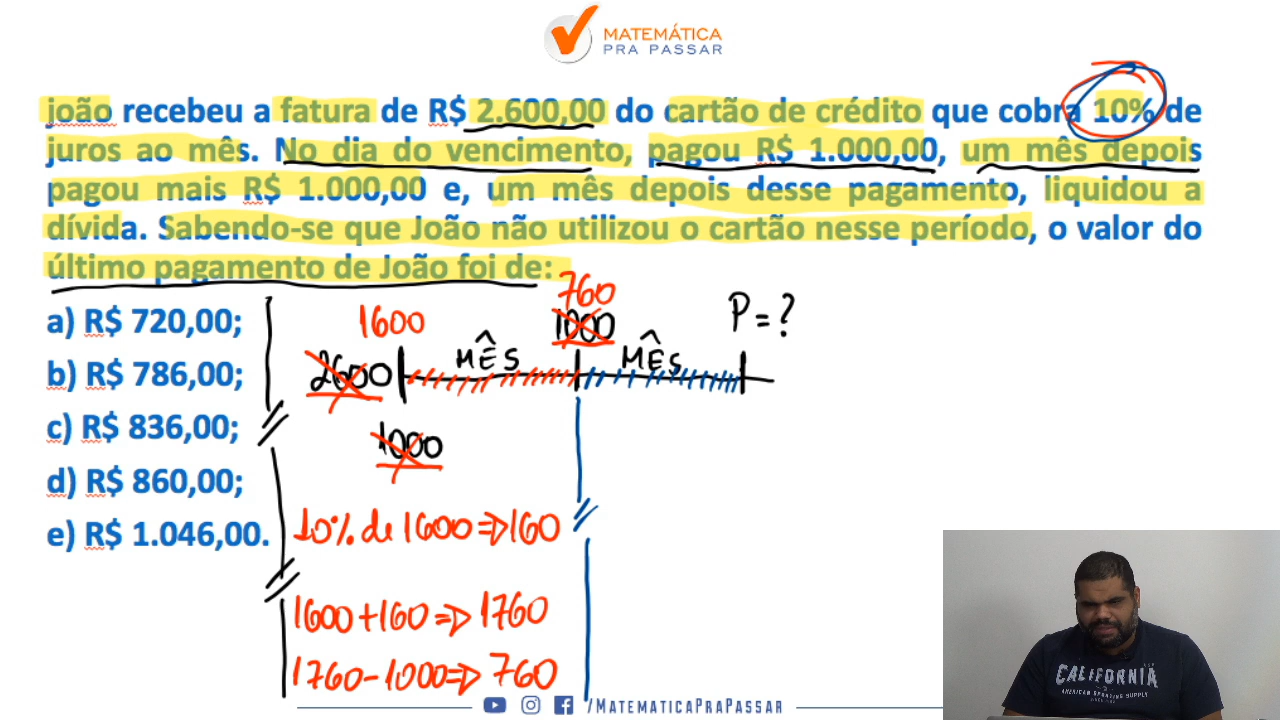 MATEMÁTICA
PRA PASSAR
joão recebeu a fatura de R$ 2.600,00 do cartão de crédito que cobra 10% de
juros ao mês. No dia do vencimento, pagou R$ 1.000,00, um mês depois
pagou mais R$ 1.000,00 e, um mês depois desse pagamento, liquidou a
dívida. Sabendo-se que João não utilizou o cartão nesse período, o valor do
último pagamento de João foi de:
a) R$ 720,00;
b) R$ 786,00;
c) R$ 836,00;
d) R$ 860,00;
e) R$ 1.046,00.
760
1600
1000
P=?
2600
MÊS
MÊS
1000
10% de 1600 => 160
1600+160 => 1760
1760-1000 => 760
/MATEMATICAPRAPASSAR
CALIFORNIA
AMERICAN SPORTING SUPPLY